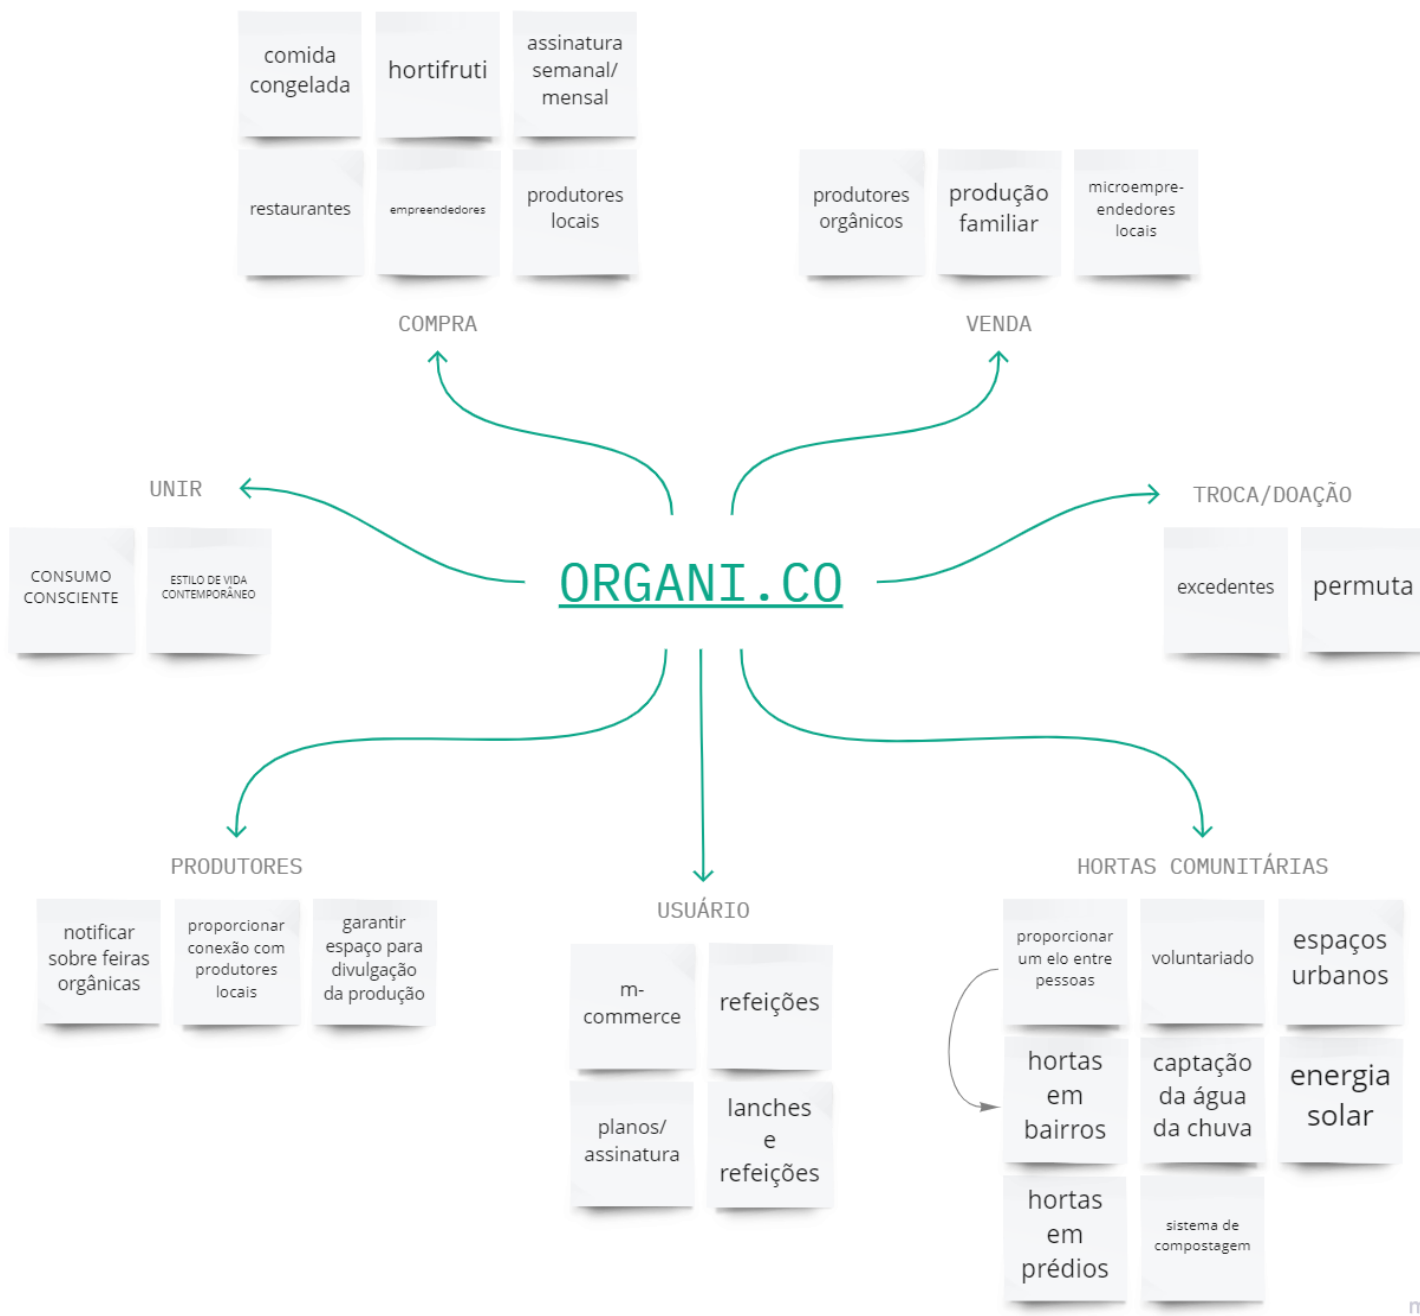 comida
congelada
hortifruti
assinatura
semanal/
mensal
restaurantes
empreendedores
produtores
locais
COMPRA
produtores
orgânicos
produção
familiar
microempre-
endedores
locais
VENDA
UNIR
CONSUMO
CONSCIENTE
ESTILO DE VIDA
CONTEMPORÂNEO
ORGANI.CO
TROCA/DOAÇÃO
excedentes
permuta
PRODUTORES
notificar
sobre feiras
orgânicas
proporcionar
conexão com
produtores
locais
garantir
espaço para
divulgação
da produção
USUÁRIO
m-
commerce
refeições
planos/
assinatura
lanches
e
refeições
HORTAS COMUNITÁRIAS
proporcionar
um elo entre
pessoas
voluntariado
espaços
urbanos
hortas
em
bairros
captação
da água
da chuva
energia
solar
hortas
em
prédios
sistema de
compostagem